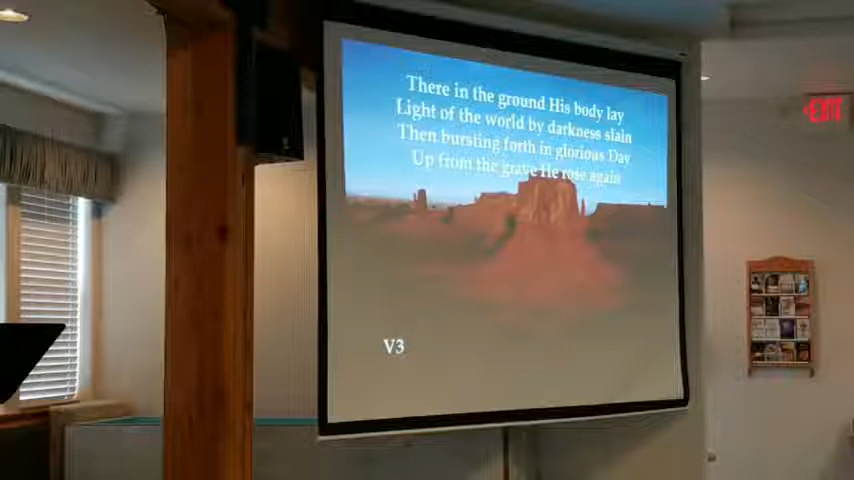 There in the ground His body lay
Light of the world by darkness slain
Then bursting forth in glorious Day
Up from the grave He rose again
V3
EXIT